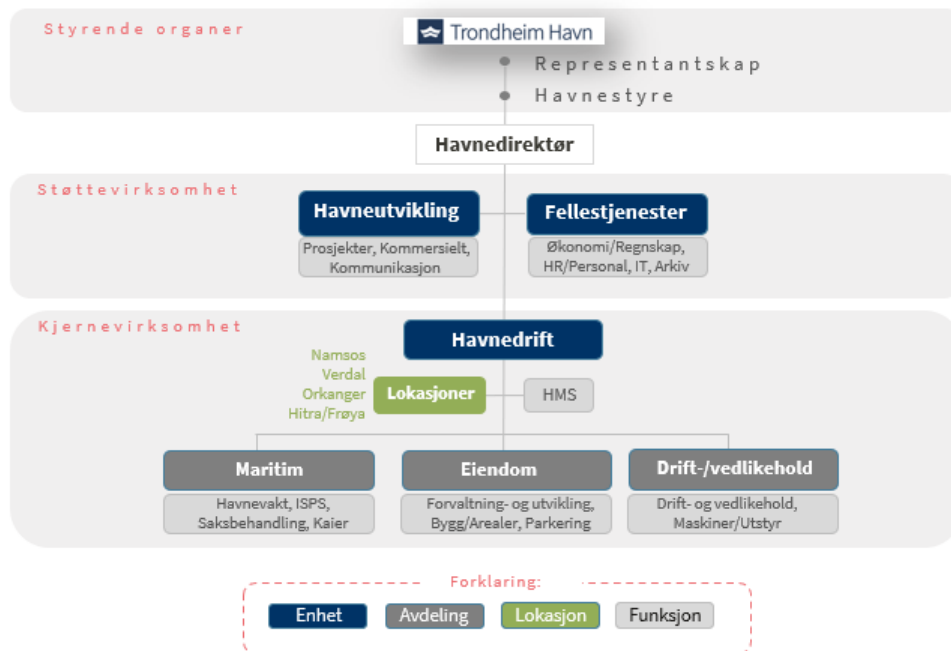 Styrende organer
Trondheim Havn
Representantskap
Havnestyre
Havnedirektør
Støttevirksomhet
Havneutvikling
Prosjekter, Kommersielt,
Kommunikasjon
Fellestjenester
Økonomi/Regnskap,
HR/Personal, IT, Arkiv
Kjernevirksomhet
Havnedrift
Namsos
Verdal
Orkanger
Hitra/Frøya
Lokasjoner
HMS
Maritim
Havnevakt, ISPS,
Saksbehandling, Kaier
Eiendom
Forvaltning- og utvikling,
Bygg/Arealer, Parkering
Drift-/vedlikehold
Drift- og vedlikehold,
Maskiner/Utstyr
Forklaring:
Enhet
Avdeling
Lokasjon
Funksjon